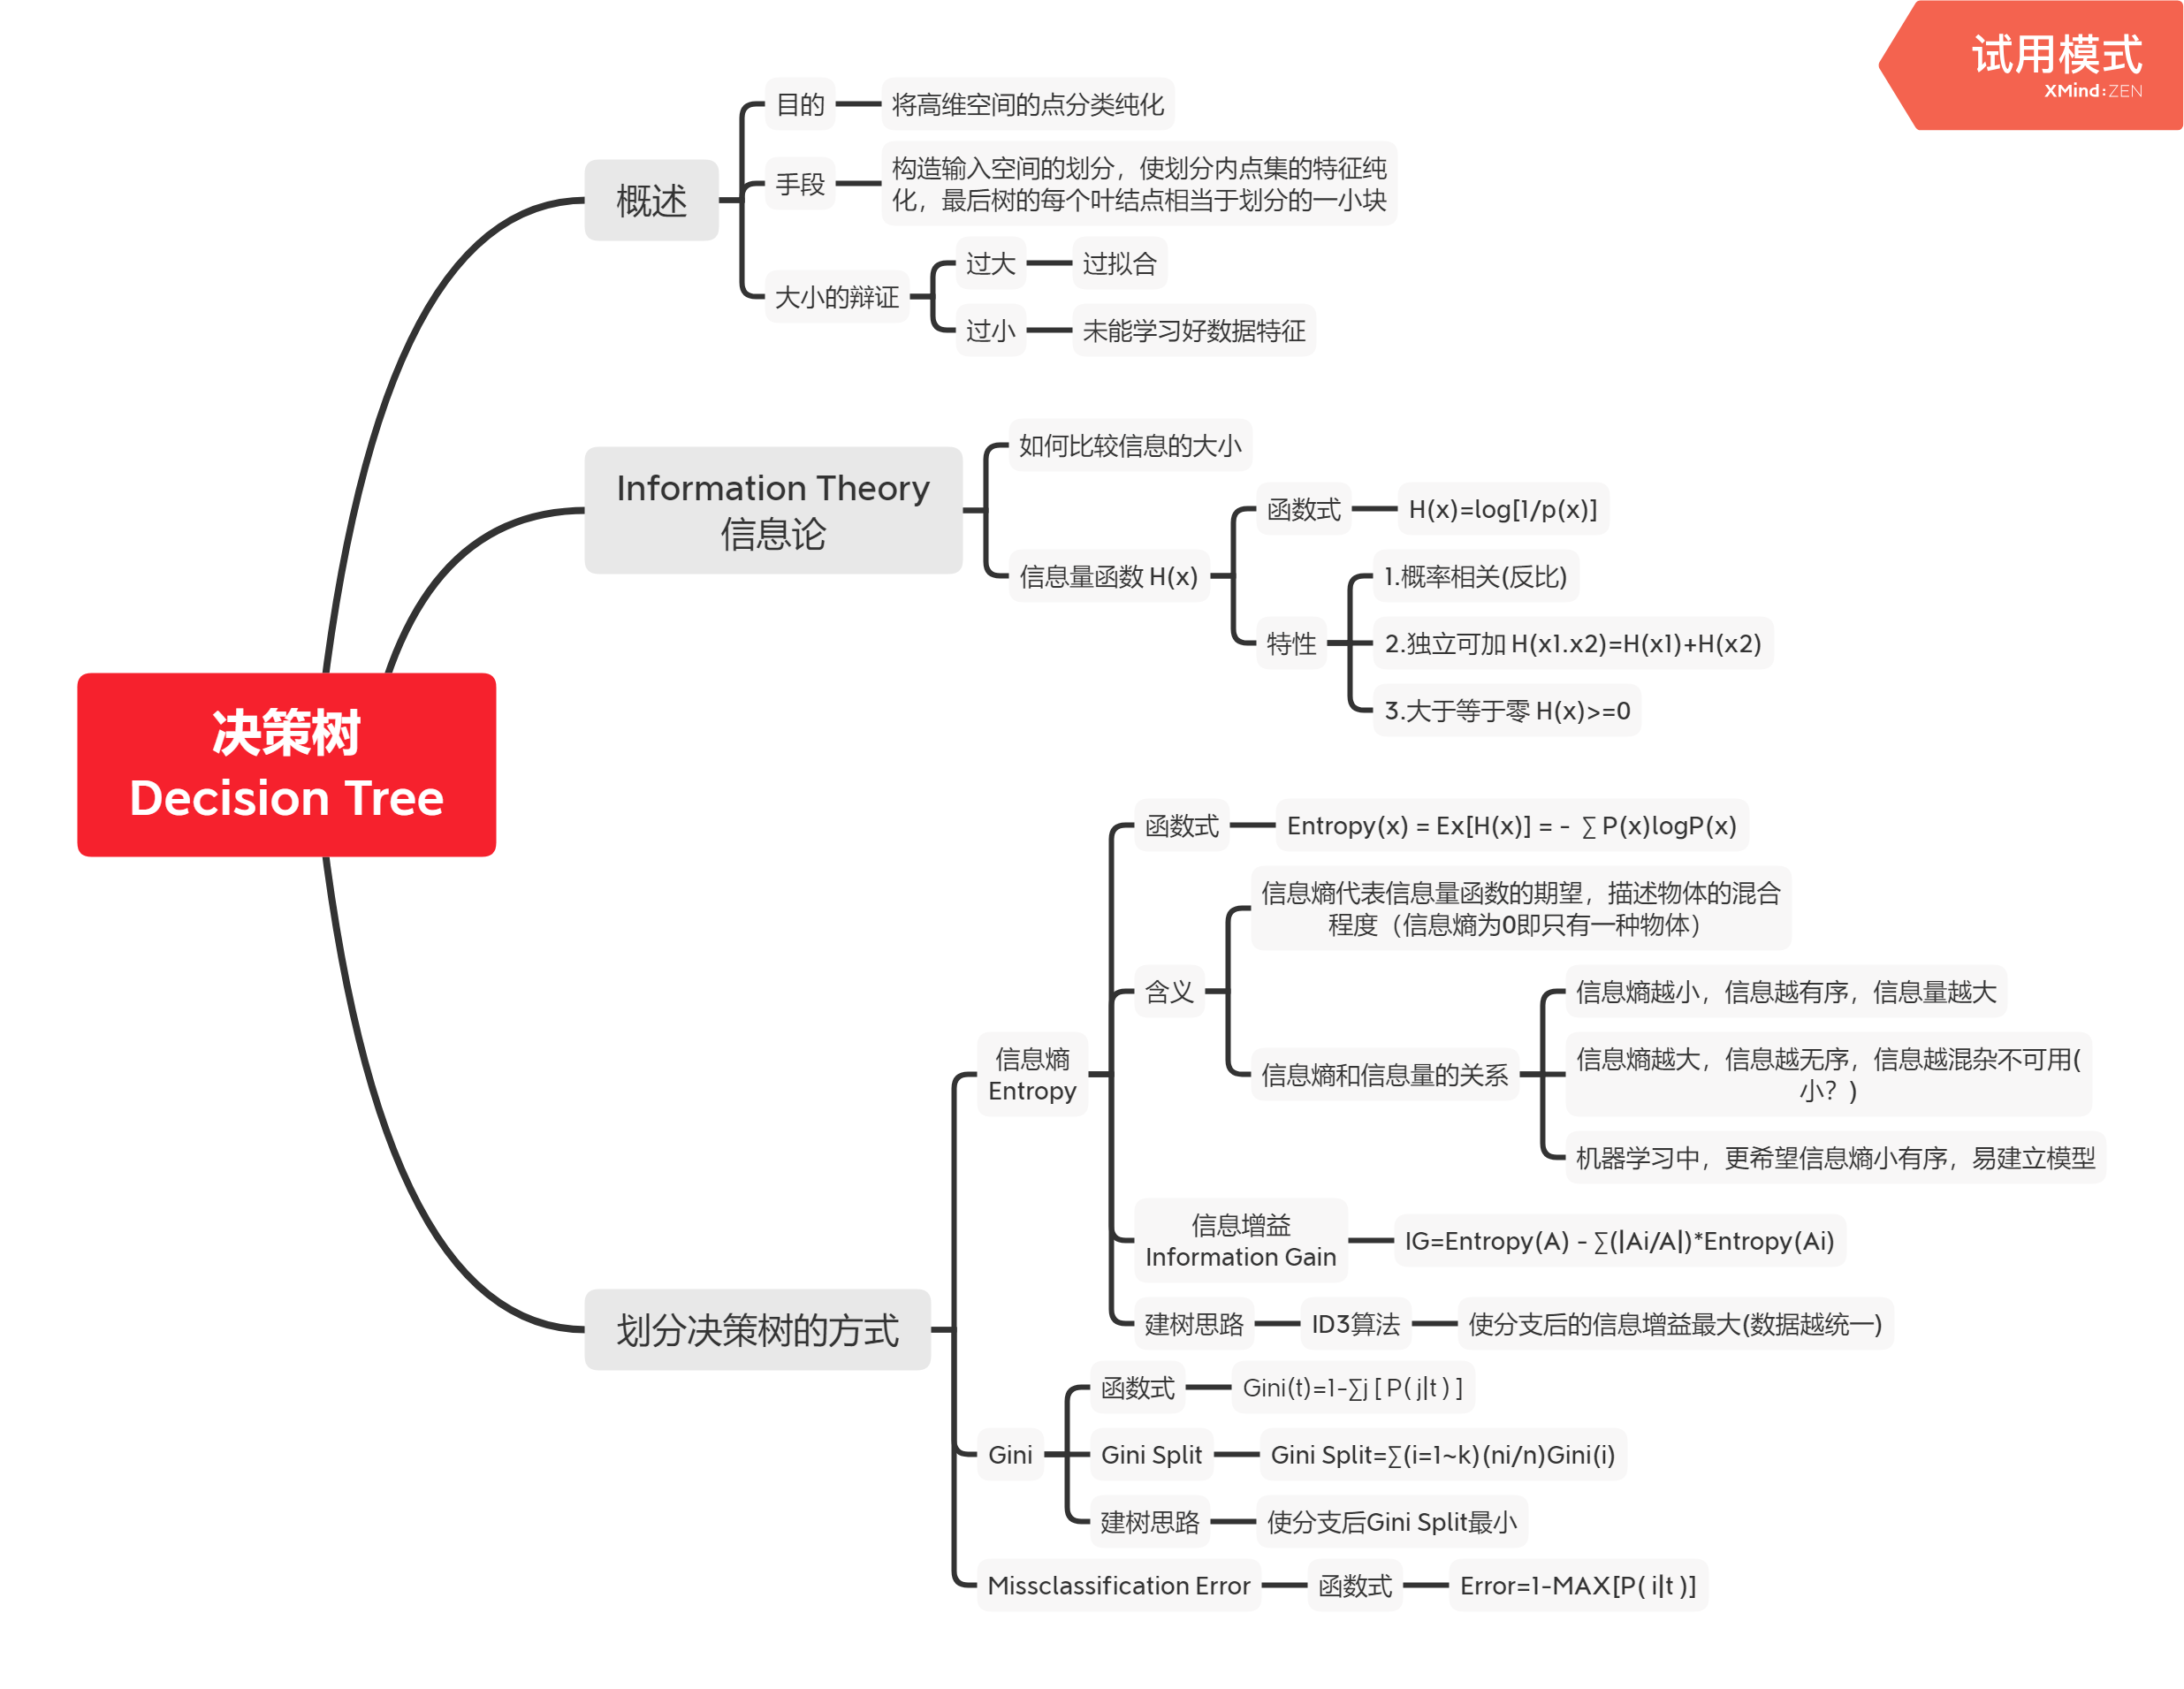 试用模式
XMind:ZEN
目的
将高维空间的点分类纯化
概述
手段
构造输入空间的划分，使划分内点集的特征纯
化，最后树的每个叶结点相当于划分的一小块
大小的辩证
过大
过拟合
过小
未能学习好数据特征
Information Theory
信息论
如何比较信息的大小
信息量函数 H(x)
函数式
H(x)=log[1/p(x)]
特性
1.概率相关(反比)
2.独立可加 H(x1.x2)=H(x1)+H(x2)
3.大于等于零 H(x)>=0
决策树
Decision Tree
划分决策树的方式
信息熵
Entropy
函数式
Entropy(x) = Ex[H(x)] = - ∑ P(x)logP(x)
含义
信息熵代表信息量函数的期望，描述物体的混合
程度（信息熵为0即只有一种物体）
信息熵和信息量的关系
信息熵越小，信息越有序，信息量越大
信息熵越大，信息越无序，信息越混杂不可用(
小？)
机器学习中，更希望信息熵小有序，易建立模型
信息增益
Information Gain
IG=Entropy(A) - ∑(|Ai/A|)*Entropy(Ai)
建树思路
ID3算法
使分支后的信息增益最大(数据越统一)
Gini
函数式
Gini(t)=1-∑j [ P( j|t ) ]
Gini Split
Gini Split=∑(i=1~k)(ni/n)Gini(i)
建树思路
使分支后Gini Split最小
Missclassification Error
函数式
Error=1-MAX[P( i|t )]